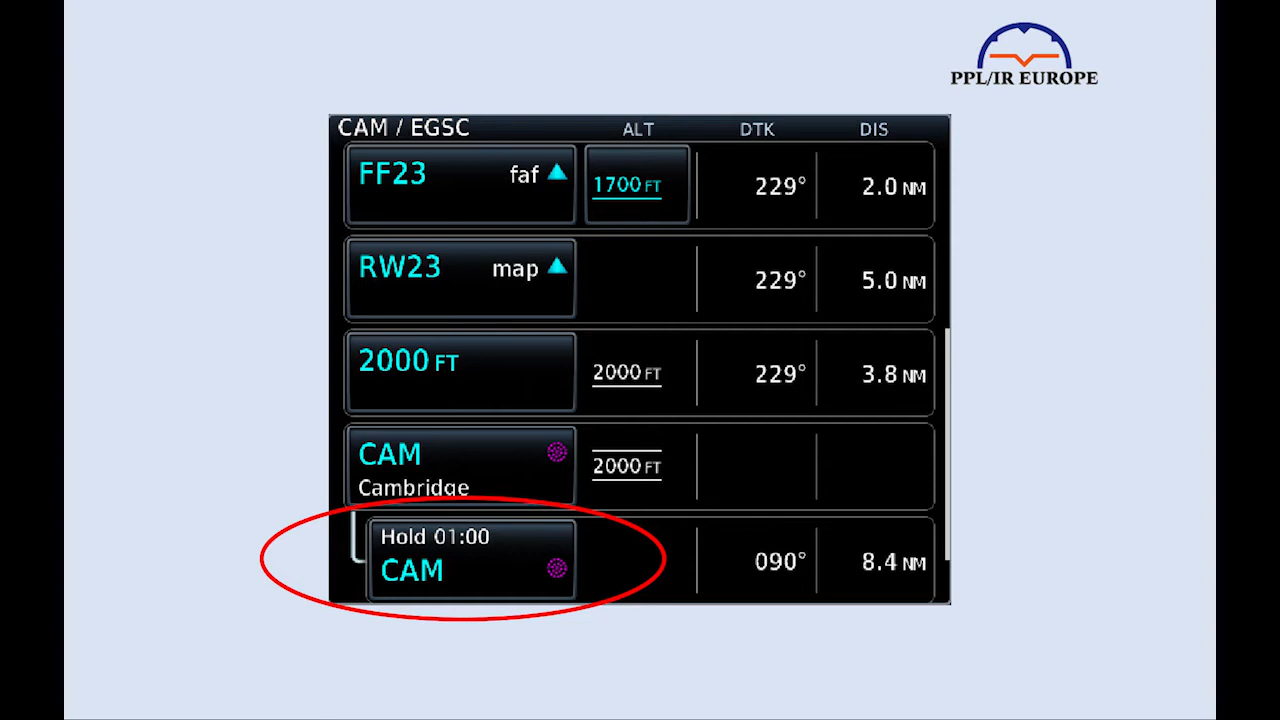 PPL/IR EUROPE
CAM / EGSC ALT DTK DIS
FF23 faf 1700 FT 229° 2.0 NM
RW23 map 229° 5.0 NM
2000 FT 2000 FT 229° 3.8 NM
CAM 2000 FT
Cambridge
Hold 01:00
CAM 090° 8.4 NM